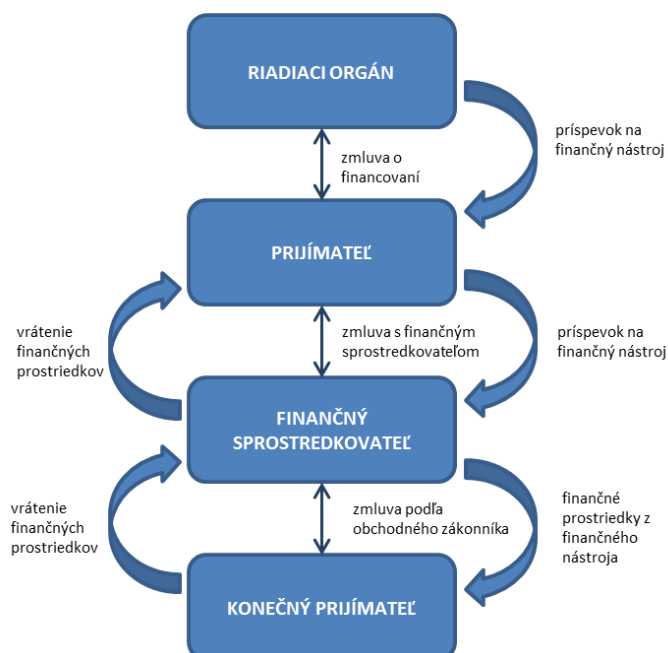 RIADIACI ORGÁN
príspevok na
finančný nástroj
zmluva o
financovaní
PRIJÍMATEĽ
vrátenie
finančných
prostriedkov
zmluva s finančným
sprostredkovateľom
príspevok na
finančný nástroj
FINANČNÝ
SPROSTREDKOVATEĽ
vrátenie
finančných
prostriedkov
zmluva podľa
obchodného zákonníka
finančné
prostriedky z
finančného
nástroja
KONEČNÝ PRIJÍMATEĽ